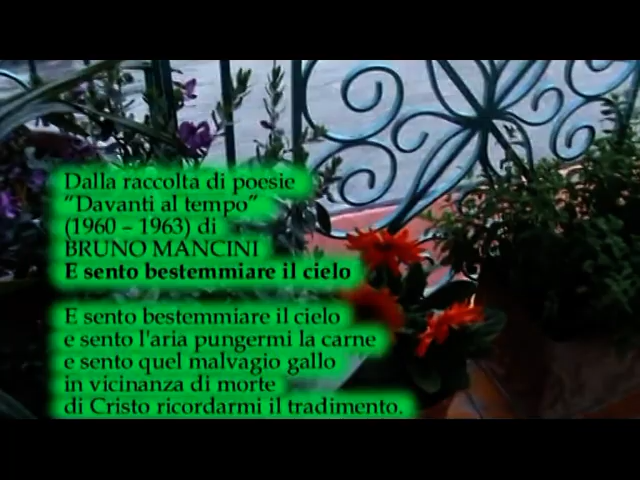 Dalla raccolta di poesie
"Davanti al tempo"
(1960 – 1963) di
BRUNO MANCINI
E sento bestemmiare il cielo
E sento bestemmiare il cielo
e sento l'aria pungermi la carne
e sento quel malvagio gallo
in vicinanza di morte
di Cristo ricordarmi il tradimento.